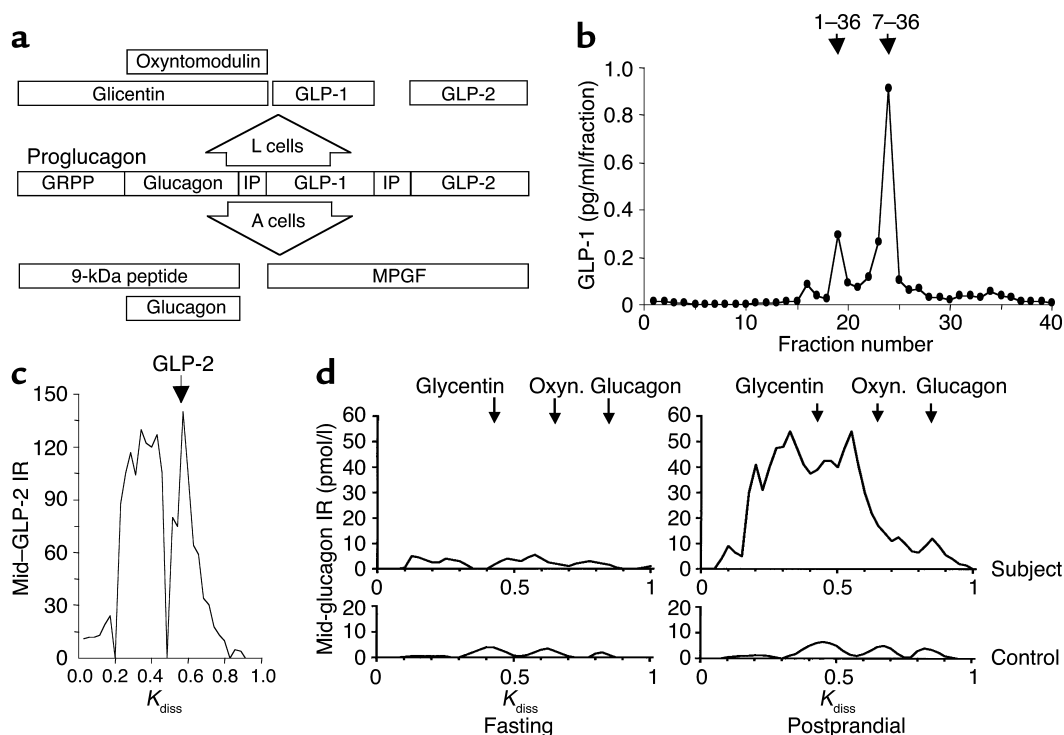 a
Oxyntomodulin
Glicentin GLP-1 GLP-2
L cells
Proglucagon
GRPP Glucagon IP GLP-1 IP GLP-2
A cells
9-kDa peptide MPGF
Glucagon
b
1–36 7–36
GLP-1 (pg/ml/fraction)
1.0
0.8
0.6
0.4
0.2
0
0 10 20 30 40
Fraction number
c
GLP-2
Mid–GLP-2 IR
150
120
90
60
30
0
0.0 0.2 0.4 0.6 0.8 1.0
Kdiss
d
Glycentin Oxyn. Glucagon Glycentin Oxyn. Glucagon
Mid-glucagon IR (pmol/l)
60 60
50 50
40 40
30 30
20 20
10 10
0 0
0 0.5 1 0 0.5 1 Subject
20 20
10 10
0 0 Control
0 0.5 1 0 0.5 1
Kdiss Kdiss
Fasting Postprandial